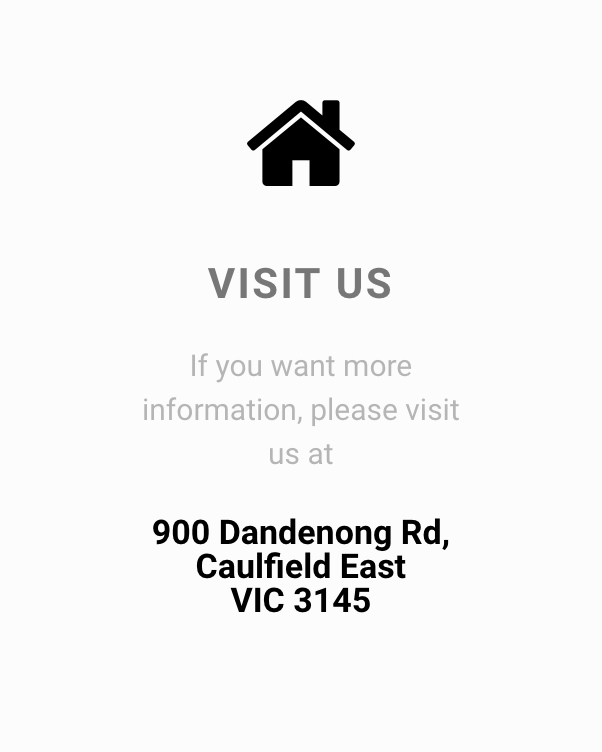 VISIT US
If you want more
information, please visit
us at
900 Dandenong Rd,
Caulfield East
VIC 3145